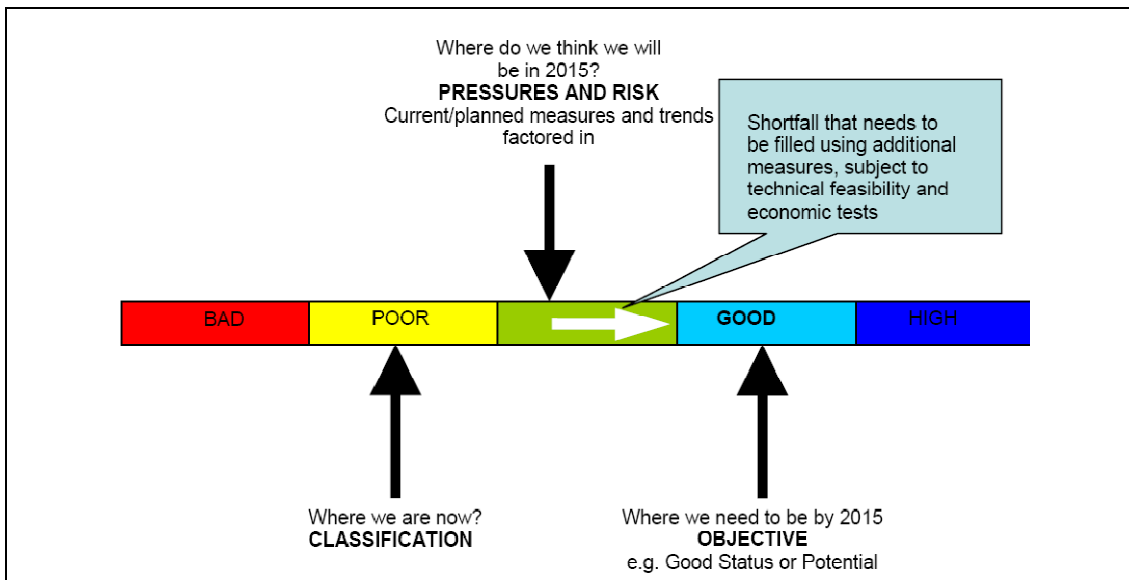 Where do we think we will
be in 2015?
PRESSURES AND RISK
Current/planned measures and trends
factored in
Shortfall that needs to
be filled using additional
measures, subject to
technical feasibility and
economic tests
BAD
POOR
GOOD
HIGH
Where we are now?
CLASSIFICATION
Where we need to be by 2015
OBJECTIVE
e.g. Good Status or Potential